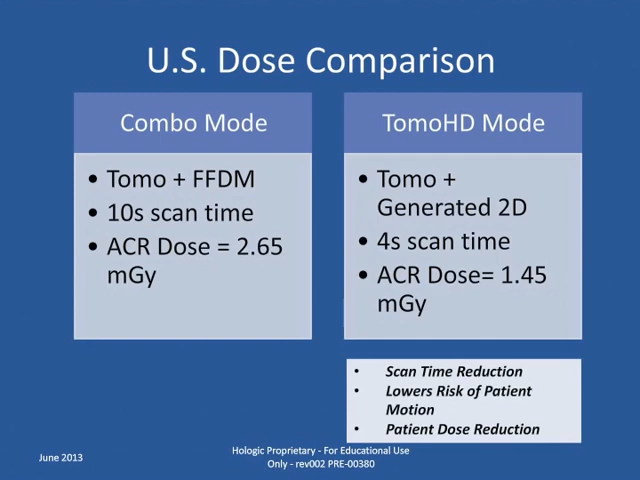 U.S. Dose Comparison
Combo Mode
• Tomo + FFDM
• 10s scan time
• ACR Dose = 2.65
mGy
TomoHD Mode
• Tomo +
Generated 2D
• 4s scan time
• ACR Dose= 1.45
mGy
• Scan Time Reduction
• Lowers Risk of Patient
Motion
• Patient Dose Reduction
June 2013
Hologic Proprietary - For Educational Use
Only - rev002 PRE-00380